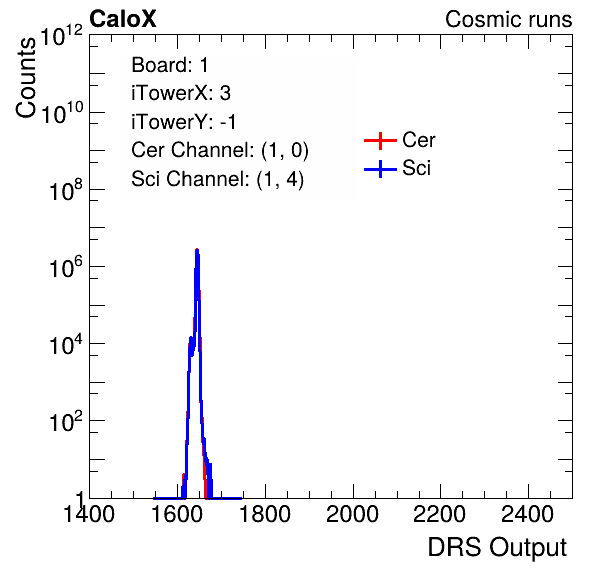 CaloX Cosmic runs
Counts
10^12
10^10
10^8
10^6
10^4
10^2
1
Board: 1
iTowerX: 3
iTowerY: -1
Cer Channel: (1, 0)
Sci Channel: (1, 4)
Cer
Sci
1400 1600 1800 2000 2200 2400
DRS Output